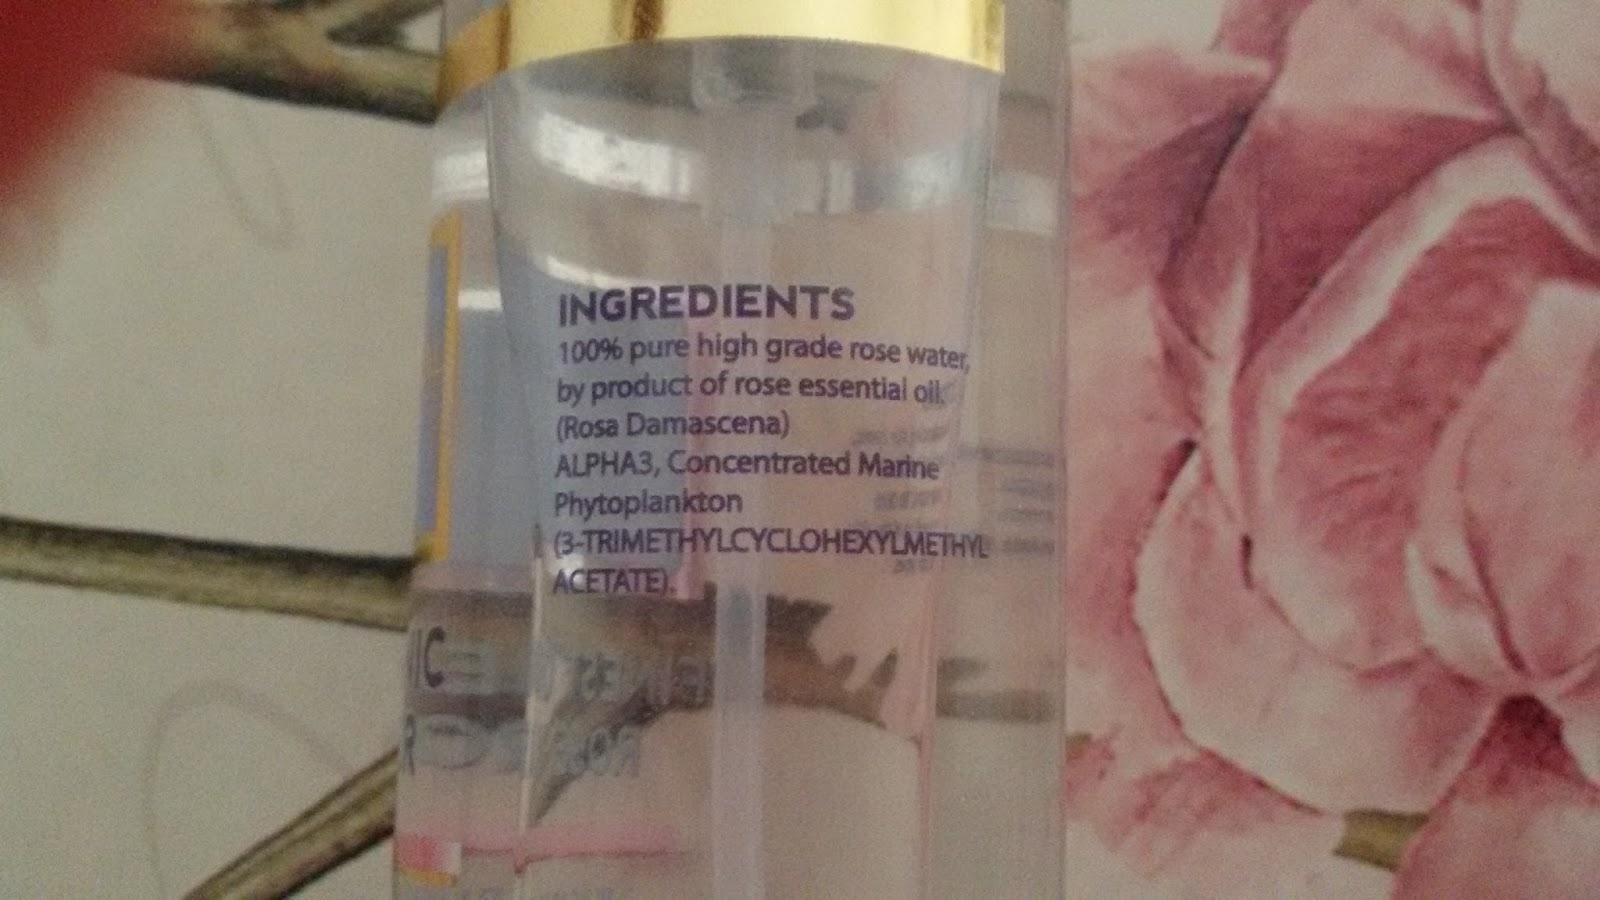 INGREDIENTS
100% pure high grade rose water,
by product of rose essential oil.
(Rosa Damascena)
ALPHA3, Concentrated Marine
Phytoplankton
(3-TRIMETHYLCYCLOHEXYLMETHYL
ACETATE).